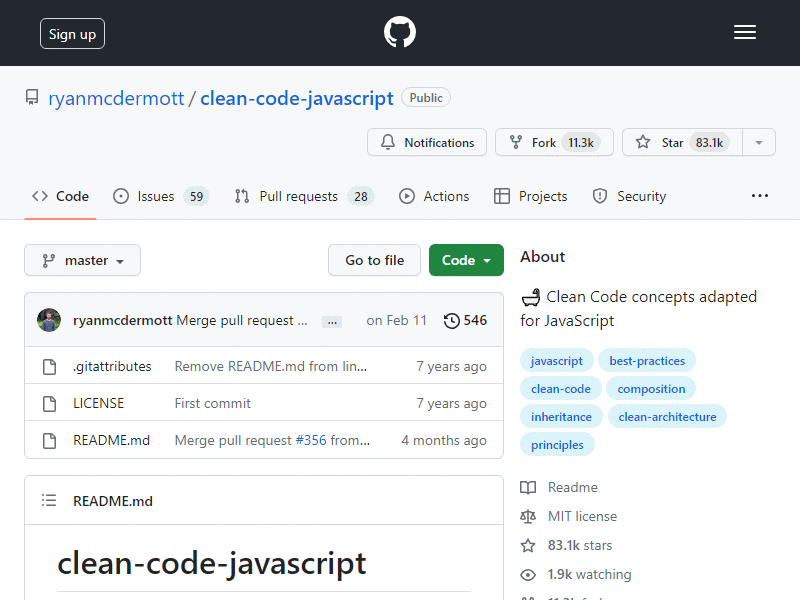 Sign up
ryanmcdermott / clean-code-javascript Public
Notifications Fork 11.3k Star 83.1k
Code Issues 59 Pull requests 28 Actions Projects Security ...
master Go to file Code
ryanmcdermott Merge pull request ... ... on Feb 11 546
.gitattributes Remove README.md from lin... 7 years ago
LICENSE First commit 7 years ago
README.md Merge pull request #356 from... 4 months ago
README.md
clean-code-javascript
About
Clean Code concepts adapted
for JavaScript
javascript best-practices
clean-code composition
inheritance clean-architecture
principles
Readme
MIT license
83.1k stars
1.9k watching